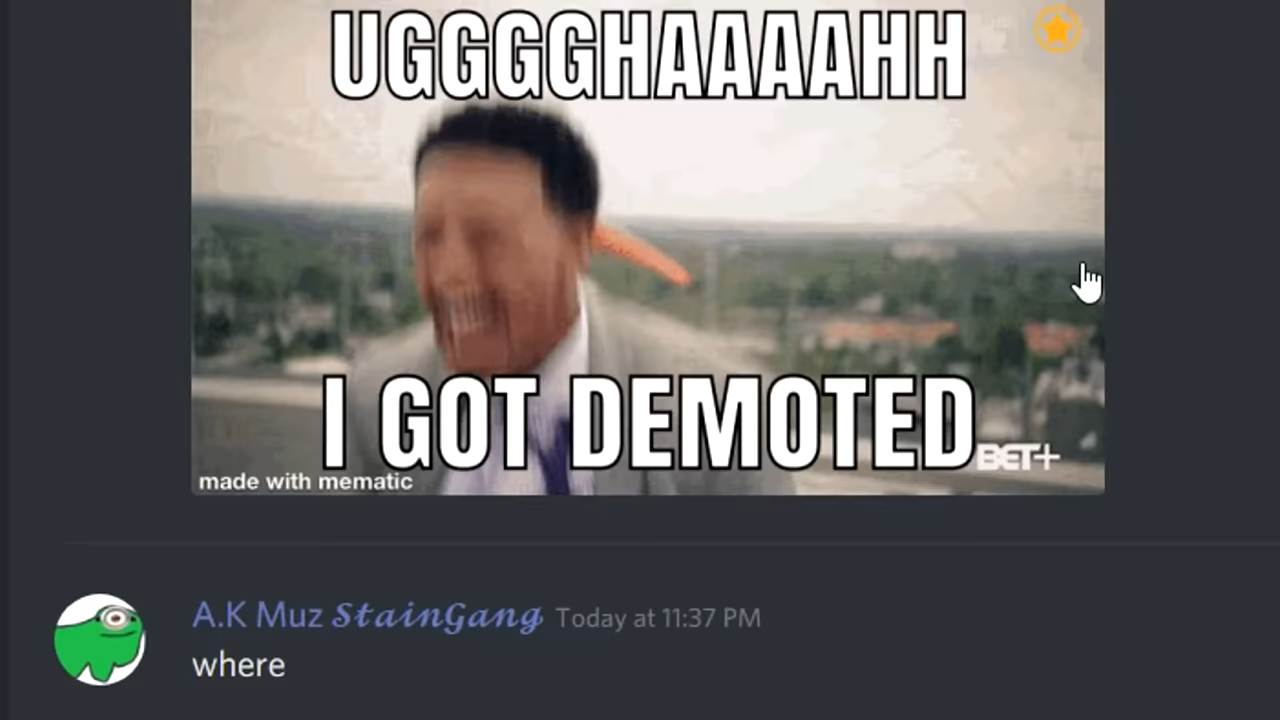 UGGGGHAAAAHH
I GOT DEMOTED
BET+
made with mematic
A.K Muz 𝓢𝓽𝓪𝓲𝓷𝓖𝓪𝓷𝓰 Today at 11:37 PM
where